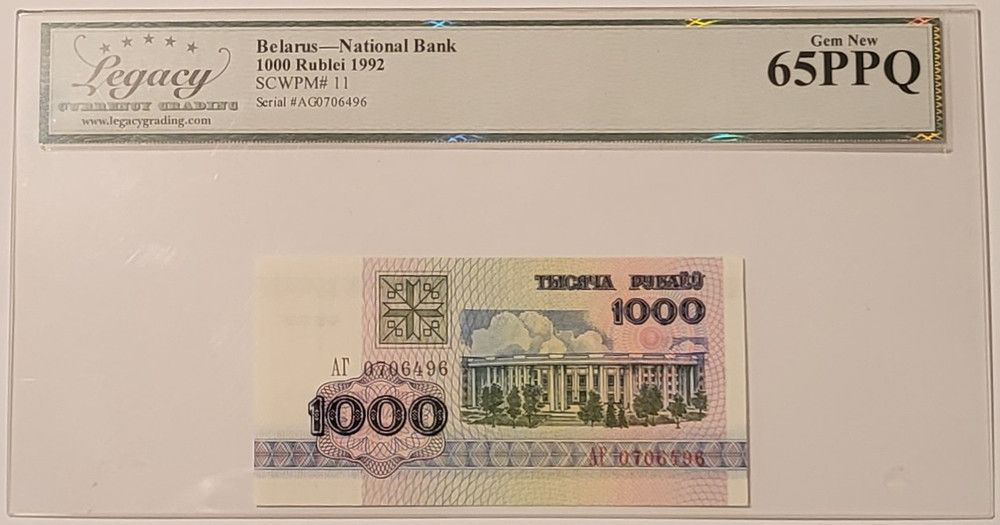 Legacy
CURRENCY GRADING
www.legacygrading.com
Belarus—National Bank
1000 Rublei 1992
SCWPM# 11
Serial #AG0706496
Gem New
65PPQ
ТЫСЯЧА РУБЛЁЎ
1000
АГ 0706496
1000
АГ 0706496